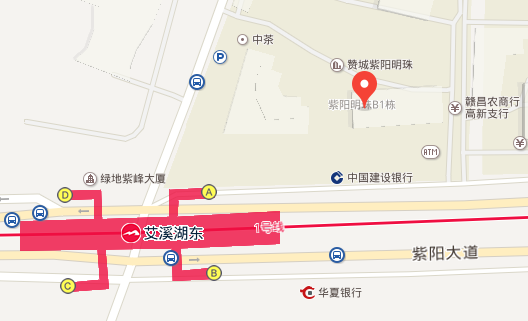 中茶
P
赞城紫阳明珠
紫阳明珠B1栋
赣昌农商行
高新支行
ATM
中国建设银行
绿地紫峰大厦
D
A
艾溪湖东
1号线
紫阳大道
C
B
华夏银行